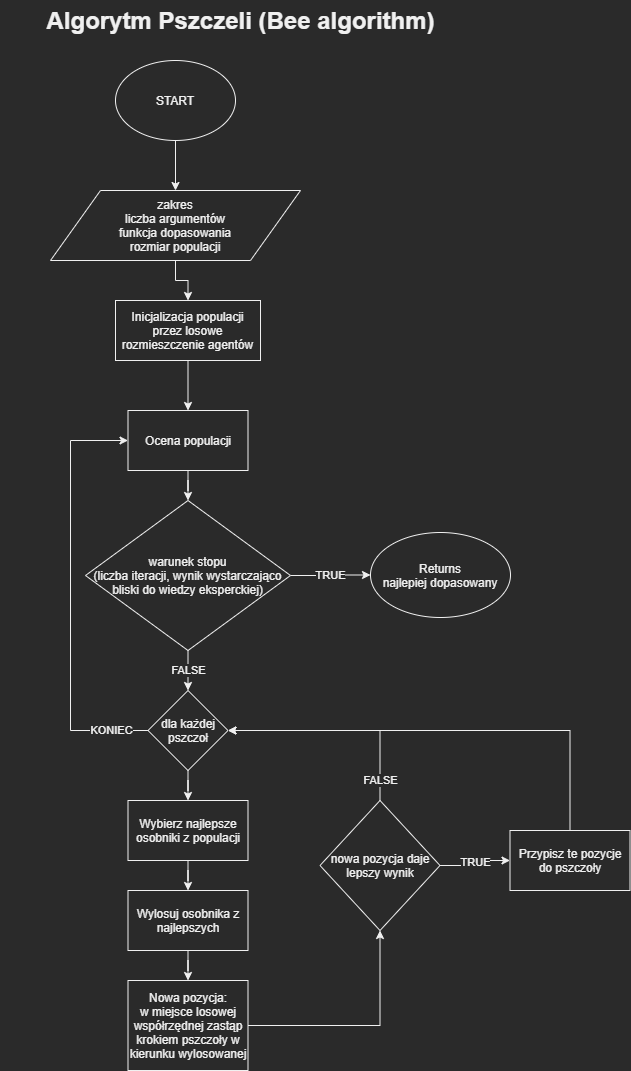 Algorytm Pszczeli (Bee algorithm)
START
zakres
liczba argumentów
funkcja dopasowania
rozmiar populacji
Inicjalizacja populacji
przez losowe
rozmieszczenie agentów
Ocena populacji
warunek stopu
(liczba iteracji, wynik wystarczająco
bliski do wiedzy eksperckiej)
TRUE
Returns
najlepiej dopasowany
FALSE
dla każdej
pszczoł
KONIEC
Wybierz najlepsze
osobniki z populacji
Wylosuj osobnika z
najlepszych
Nowa pozycja:
w miejsce losowej
współrzędnej zastąp
krokiem pszczoły w
kierunku wylosowanej
FALSE
nowa pozycja daje
lepszy wynik
TRUE
Przypisz te pozycje
do pszczoły